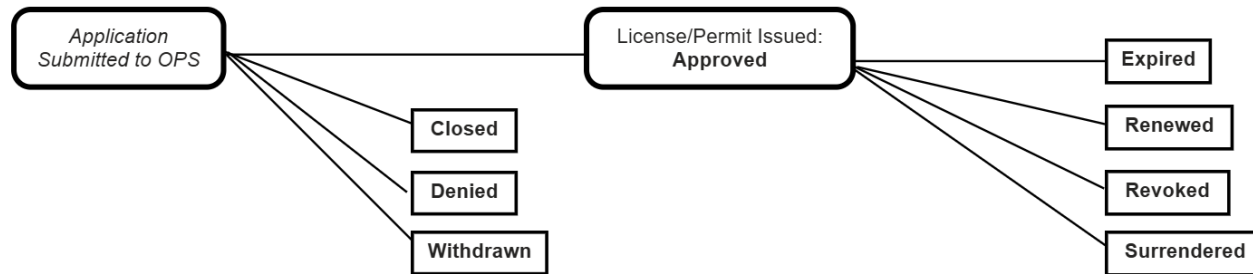 Application
Submitted to OPS
License/Permit Issued:
Approved
Closed
Denied
Withdrawn
Expired
Renewed
Revoked
Surrendered